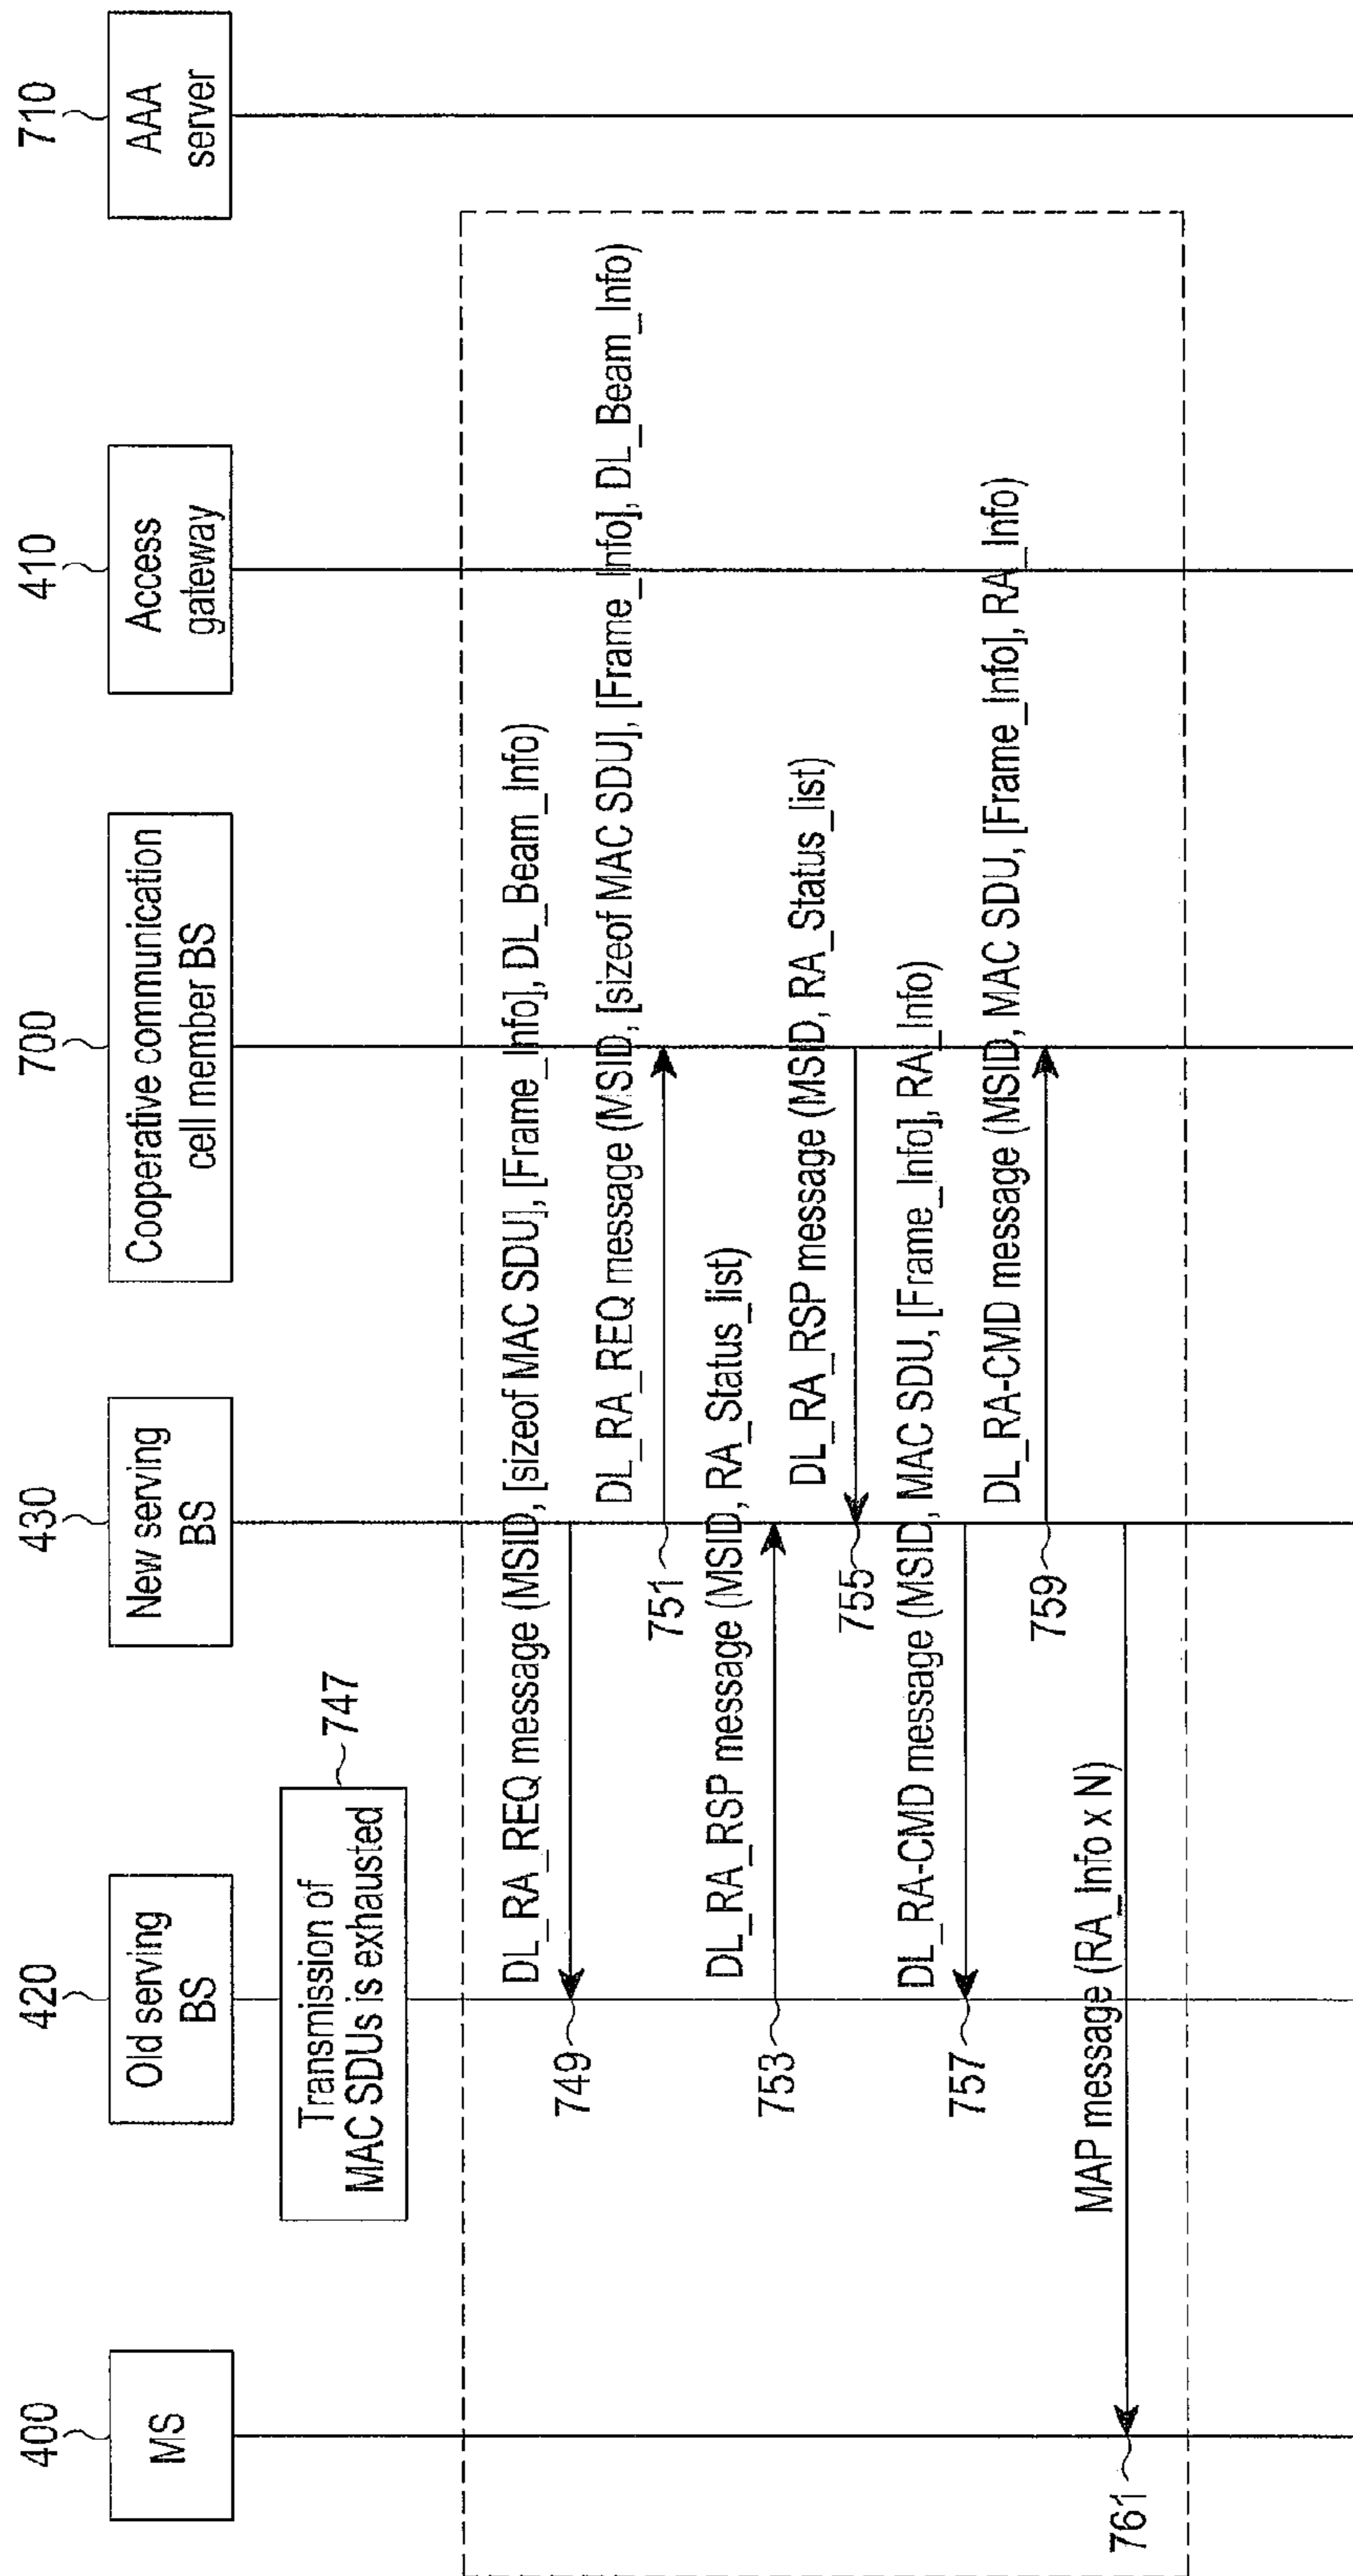 400
420
430
700
410
710
MS
Old serving
BS
New serving
BS
Cooperative communication
cell member BS
Access
gateway
AAA
server
Transmission of
MAC SDUs is exhausted
747
DL_RA_REQ message (MSID, [sizeof MAC SDU], [Frame_Info], DL_Beam_Info)
749
DL_RA_REQ message (MSID, [sizeof MAC SDU], [Frame_Info], DL_Beam_Info)
751
DL_RA_RSP message (MSID, RA_Status_list)
753
DL_RA_RSP message (MSID, RA_Status_list)
755
DL_RA-CMD message (MSID, MAC SDU, [Frame_Info], RA_Info)
757
DL_RA-CMD message (MSID, MAC SDU, [Frame_Info], RA_Info)
759
MAP message (RA_Info x N)
761